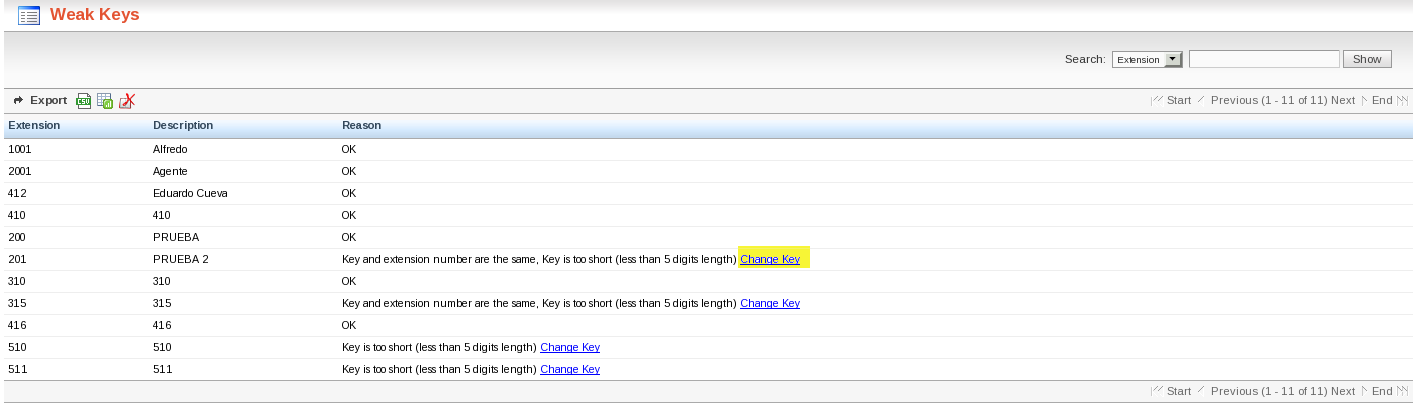 Weak Keys
Search: Extension Show
Export CSV Start Previous (1 - 11 of 11) Next End
Extension Description Reason
1001 Alfredo OK
2001 Agente OK
412 Eduardo Cueva OK
410 410 OK
200 PRUEBA OK
201 PRUEBA 2 Key and extension number are the same, Key is too short (less than 5 digits length) Change Key
310 310 OK
315 315 Key and extension number are the same, Key is too short (less than 5 digits length) Change Key
416 416 OK
510 510 Key is too short (less than 5 digits length) Change Key
511 511 Key is too short (less than 5 digits length) Change Key
Start Previous (1 - 11 of 11) Next End